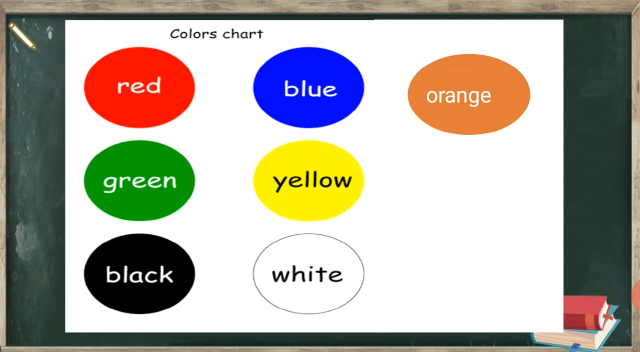 Colors chart
red
blue
orange
green
yellow
black
white